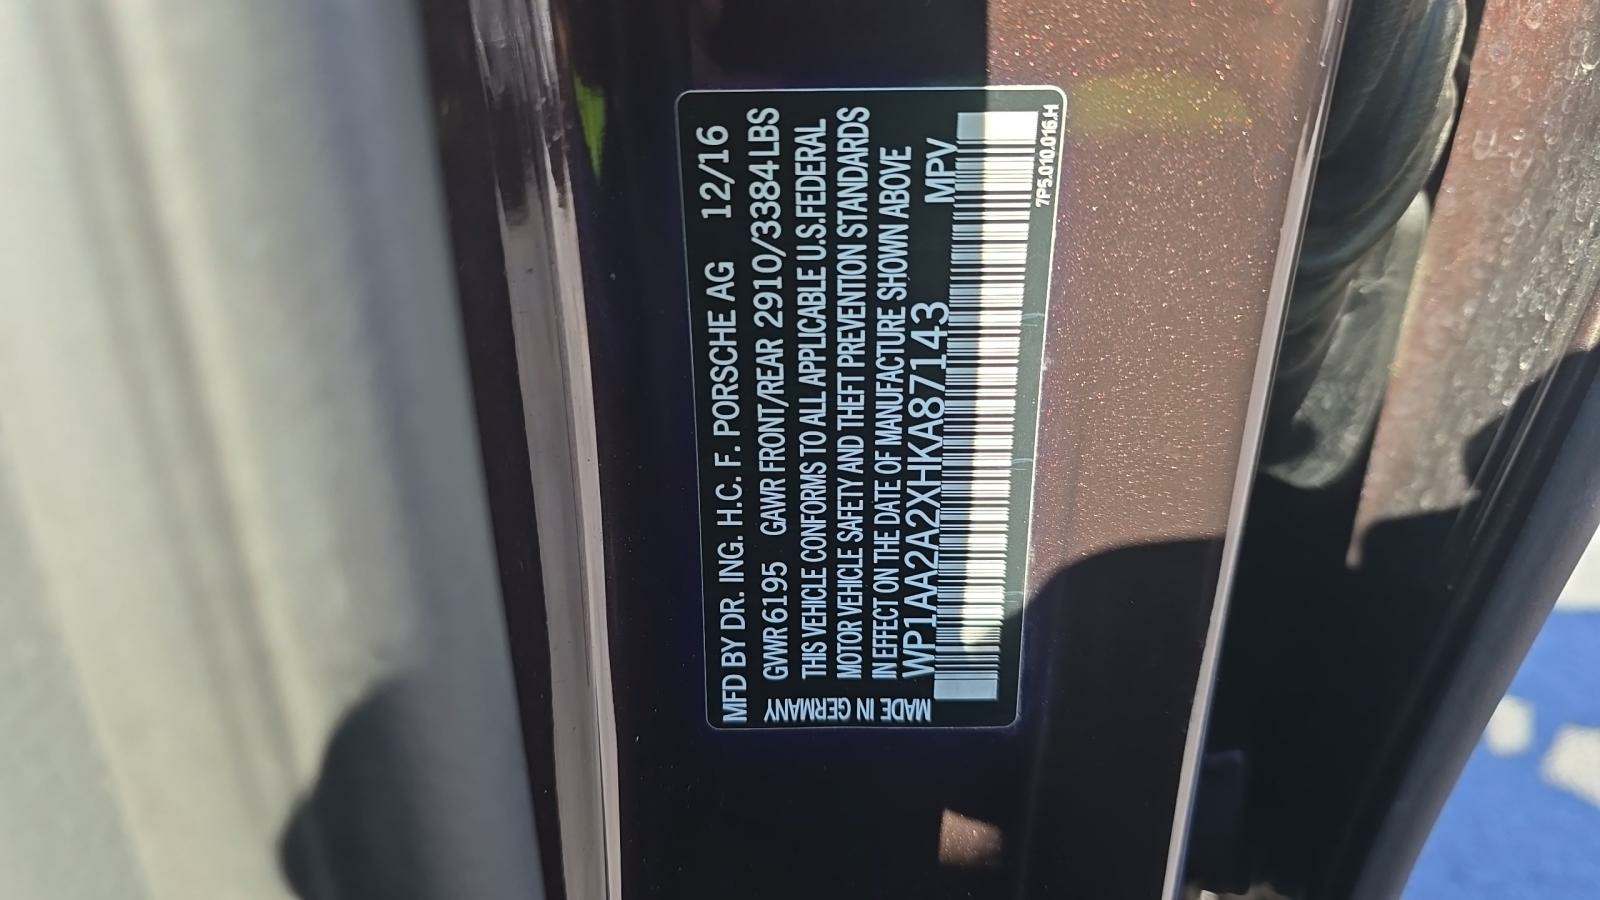 MFD BY DR. ING. H.C. F. PORSCHE AG 12/16
GVWR 6195 GAWR FRONT/REAR 2910/3384 LBS
THIS VEHICLE CONFORMS TO ALL APPLICABLE U.S.FEDERAL
MOTOR VEHICLE SAFETY AND THEFT PREVENTION STANDARDS
IN EFFECT ON THE DATE OF MANUFACTURE SHOWN ABOVE
WP1AA2A2XHKA87143 MPV
MADE IN GERMANY
7P5.010.016.H